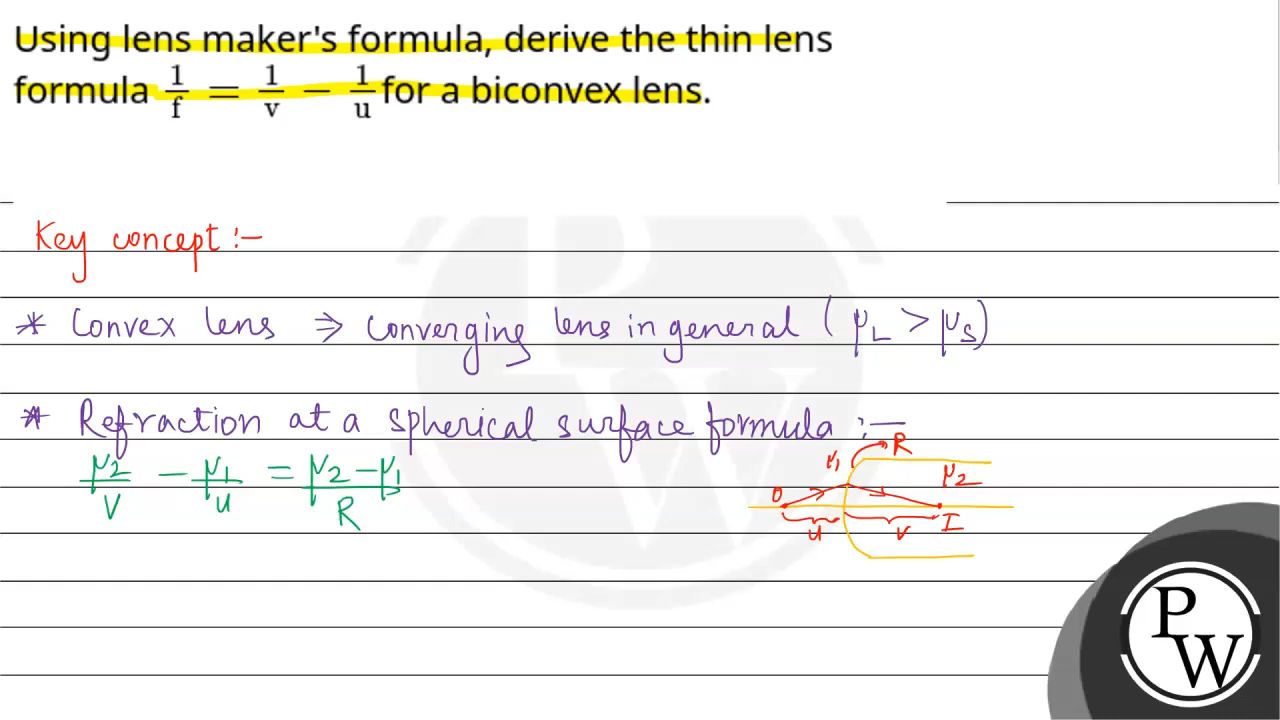 Using lens maker's formula, derive the thin lens
formula 1/f = 1/v − 1/u for a biconvex lens.
Key concept :-
* Convex lens ⇒ converging lens in general (μL > μS)
* Refraction at a spherical surface formula :-
μ2/V − μ1/u = μ2 − μ1/R
μ1 R μ2
O I
u v
PW